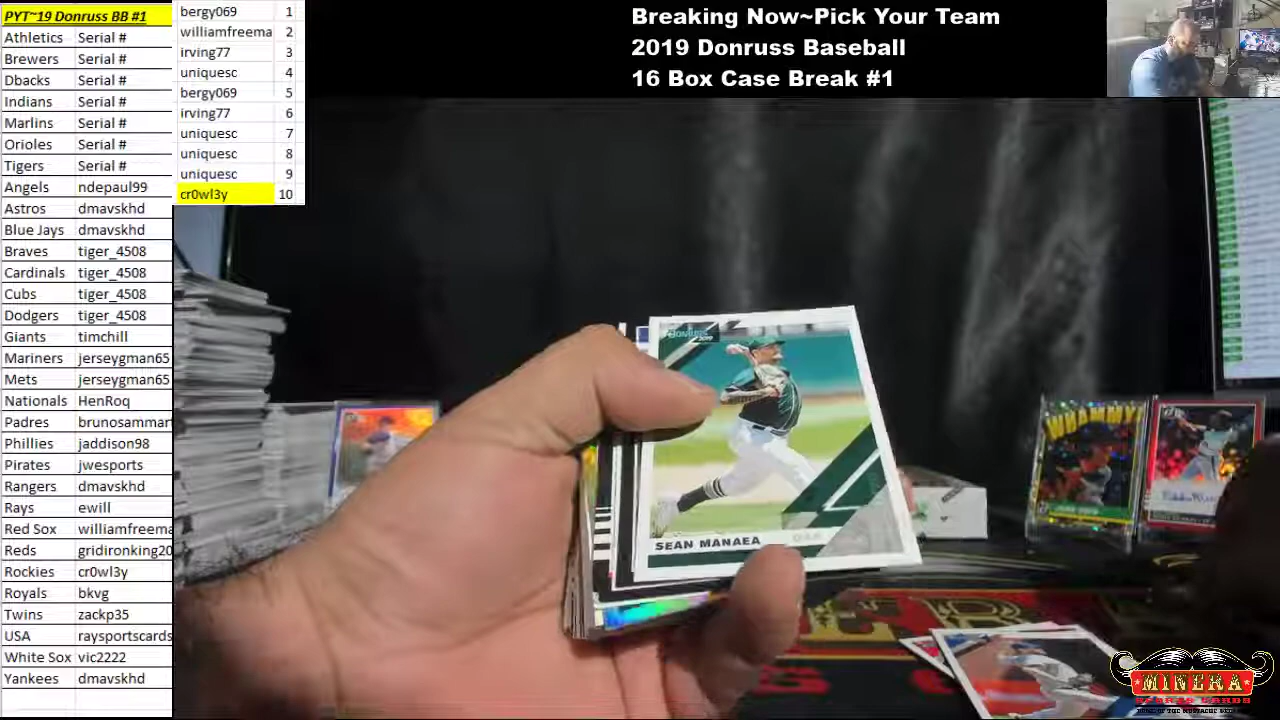 PYT~19 Donruss BB #1
Athletics Serial #
Brewers Serial #
Dbacks Serial #
Indians Serial #
Marlins Serial #
Orioles Serial #
Tigers Serial #
Angels ndepaul99
Astros dmavskhd
Blue Jays dmavskhd
Braves tiger_4508
Cardinals tiger_4508
Cubs tiger_4508
Dodgers tiger_4508
Giants timchill
Mariners jerseygman65
Mets jerseygman65
Nationals HenRoq
Padres brunosammar
Phillies jaddison98
Pirates jwesports
Rangers dmavskhd
Rays ewill
Red Sox williamfreema
Reds gridironking20
Rockies cr0wl3y
Royals bkvg
Twins zackp35
USA raysportscards
White Sox vic2222
Yankees dmavskhd
bergy069 1
williamfreema 2
irving77 3
uniquesc 4
bergy069 5
irving77 6
uniquesc 7
uniquesc 8
uniquesc 9
cr0wl3y 10
Breaking Now~Pick Your Team
2019 Donruss Baseball
16 Box Case Break #1
DONRUSS
2019
SEAN MANAEA
WHAMMY!
MINERA